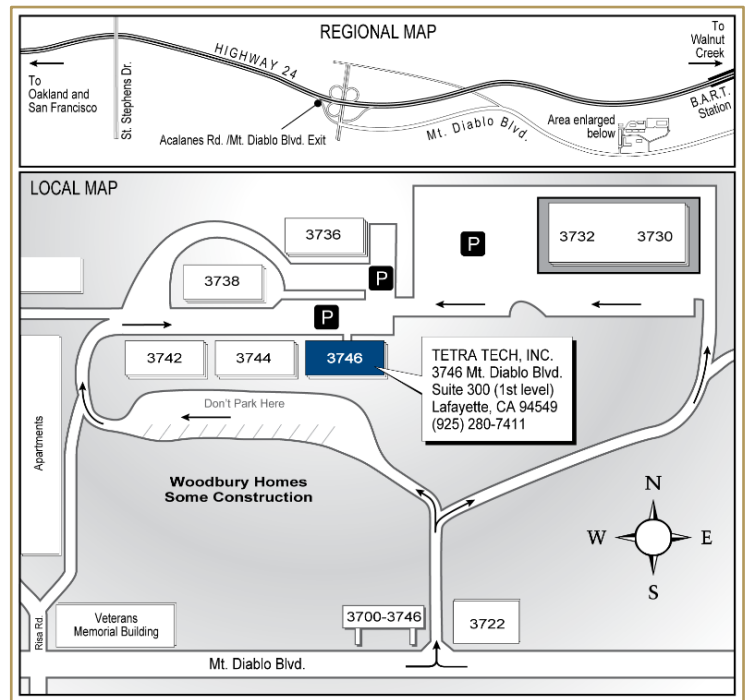 REGIONAL MAP
To
Walnut
Creek
HIGHWAY 24
To
Oakland and
San Francisco
St. Stephens Dr.
B.A.R.T.
Station
Acalanes Rd. /Mt. Diablo Blvd. Exit
Mt. Diablo Blvd.
Area enlarged
below
LOCAL MAP
3736
P
3732 3730
3738
P
P
3742
3744
3746
TETRA TECH, INC.
3746 Mt. Diablo Blvd.
Suite 300 (1st level)
Lafayette, CA 94549
(925) 280-7411
Don't Park Here
Apartments
Woodbury Homes
Some Construction
N
W
E
S
Risa Rd.
Veterans
Memorial Building
3700-3746
3722
Mt. Diablo Blvd.